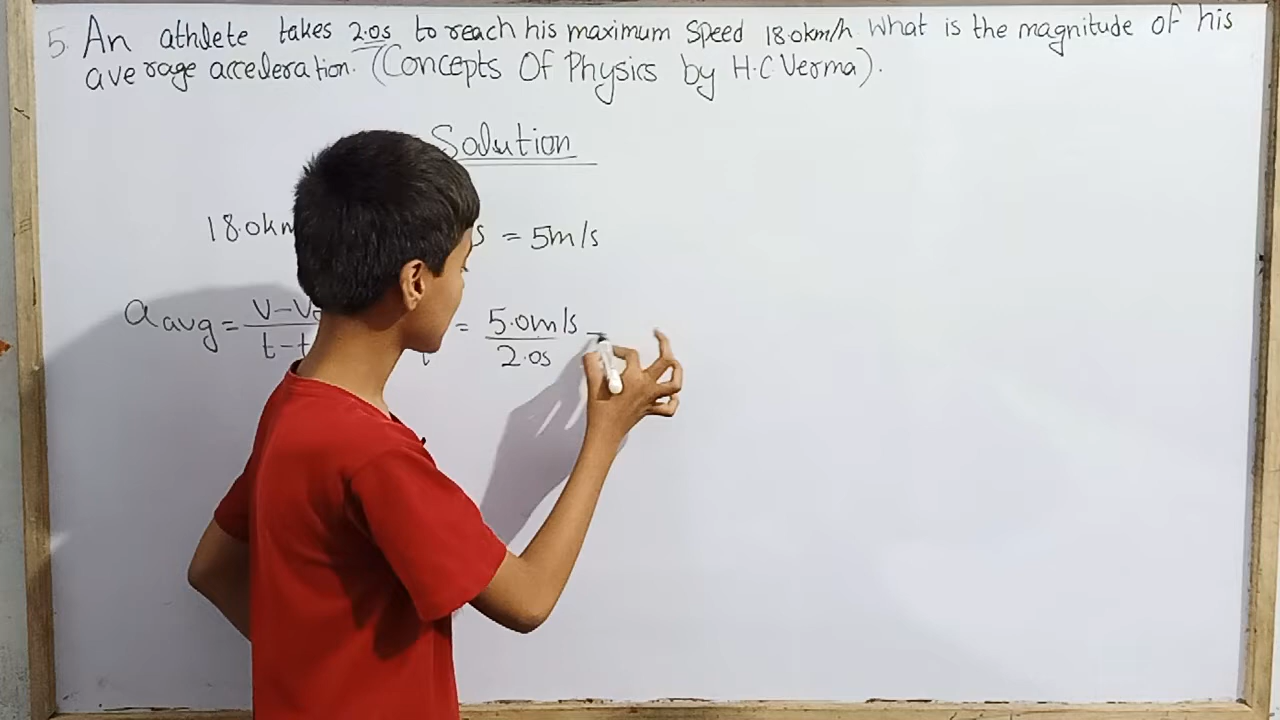 5. An athlete takes 2.0s to reach his maximum speed 18.0km/h. What is the magnitude of his
average acceleration. (Concepts Of Physics by H.C Verma).
Solution
18.0km s = 5m/s
a avg = v-v = 5.0m/s =
t-t t 2.0s